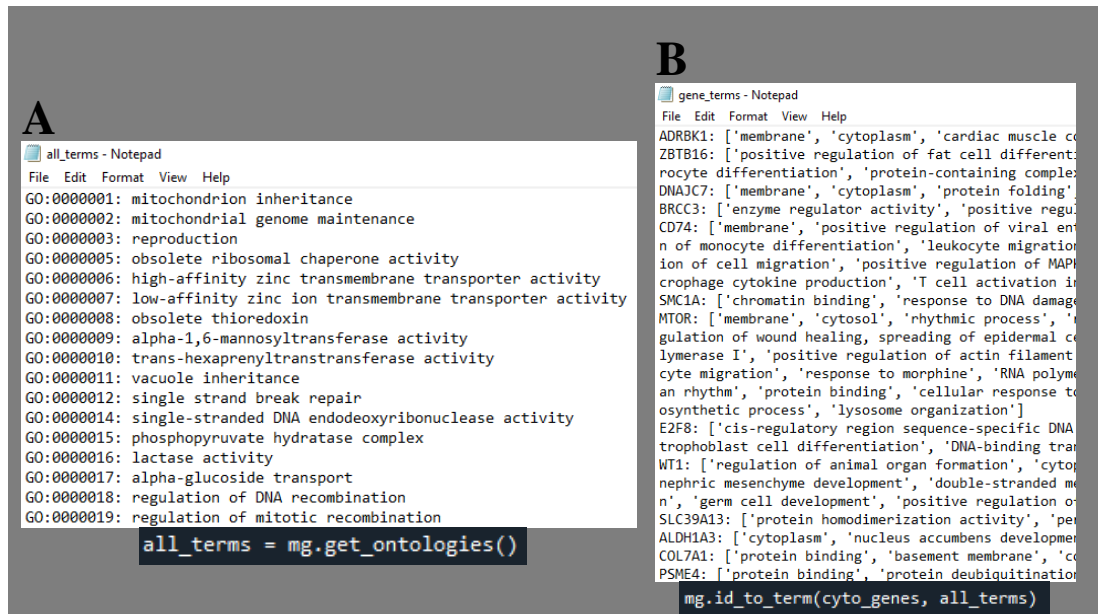 A
all_terms - Notepad
File Edit Format View Help
GO:0000001: mitochondrion inheritance
GO:0000002: mitochondrial genome maintenance
GO:0000003: reproduction
GO:0000005: obsolete ribosomal chaperone activity
GO:0000006: high-affinity zinc transmembrane transporter activity
GO:0000007: low-affinity zinc ion transmembrane transporter activity
GO:0000008: obsolete thioredoxin
GO:0000009: alpha-1,6-mannosyltransferase activity
GO:0000010: trans-hexaprenyltranstransferase activity
GO:0000011: vacuole inheritance
GO:0000012: single strand break repair
GO:0000014: single-stranded DNA endodeoxyribonuclease activity
GO:0000015: phosphopyruvate hydratase complex
GO:0000016: lactase activity
GO:0000017: alpha-glucoside transport
GO:0000018: regulation of DNA recombination
GO:0000019: regulation of mitotic recombination
all_terms = mg.get_ontologies()
B
gene_terms - Notepad
File Edit Format View Help
ADRBK1: ['membrane', 'cytoplasm', 'cardiac muscle
ZBTB16: ['positive regulation of fat cell
rocyte differentiation', 'protein-containing
DNAJC7: ['membrane', 'cytoplasm', 'protein folding'
BRCC3: ['enzyme regulator activity', 'positive
CD74: ['membrane', 'positive regulation of viral
n of monocyte differentiation', 'leukocyte migration
ion of cell migration', 'positive regulation of
crophage cytokine production', 'T cell activation
SMC1A: ['chromatin binding', 'response to DNA
MTOR: ['membrane', 'cytosol', 'rhythmic process', '
gulation of wound healing, spreading of epidermal
lymerase I', 'positive regulation of actin filament
cyte migration', 'response to morphine', 'RNA
an rhythm', 'protein binding', 'cellular response
osynthetic process', 'lysosome organization']
E2F8: ['cis-regulatory region sequence-specific DNA
trophoblast cell differentiation', 'DNA-binding
WT1: ['regulation of animal organ formation',
nephric mesenchyme development', 'double-stranded
n', 'germ cell development', 'positive regulation
SLC39A13: ['protein homodimerization activity',
ALDH1A3: ['cytoplasm', 'nucleus accumbens
COL7A1: ['protein binding', 'basement membrane',
PSME4: ['protein binding', 'protein deubiquitination
mg.id_to_term(cyto_genes, all_terms)